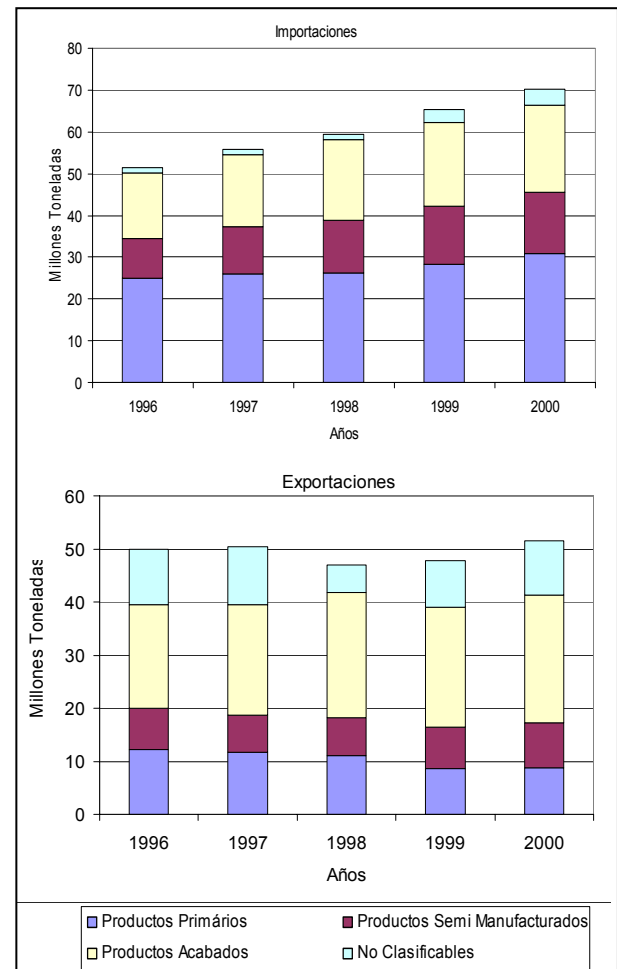 Importaciones
Millones Toneladas
80
70
60
50
40
30
20
10
0
1996 1997 1998 1999 2000
Años
Exportaciones
Millones Toneladas
60
50
40
30
20
10
0
1996 1997 1998 1999 2000
Años
Productos Primários Productos Semi Manufacturados
Productos Acabados No Clasificables